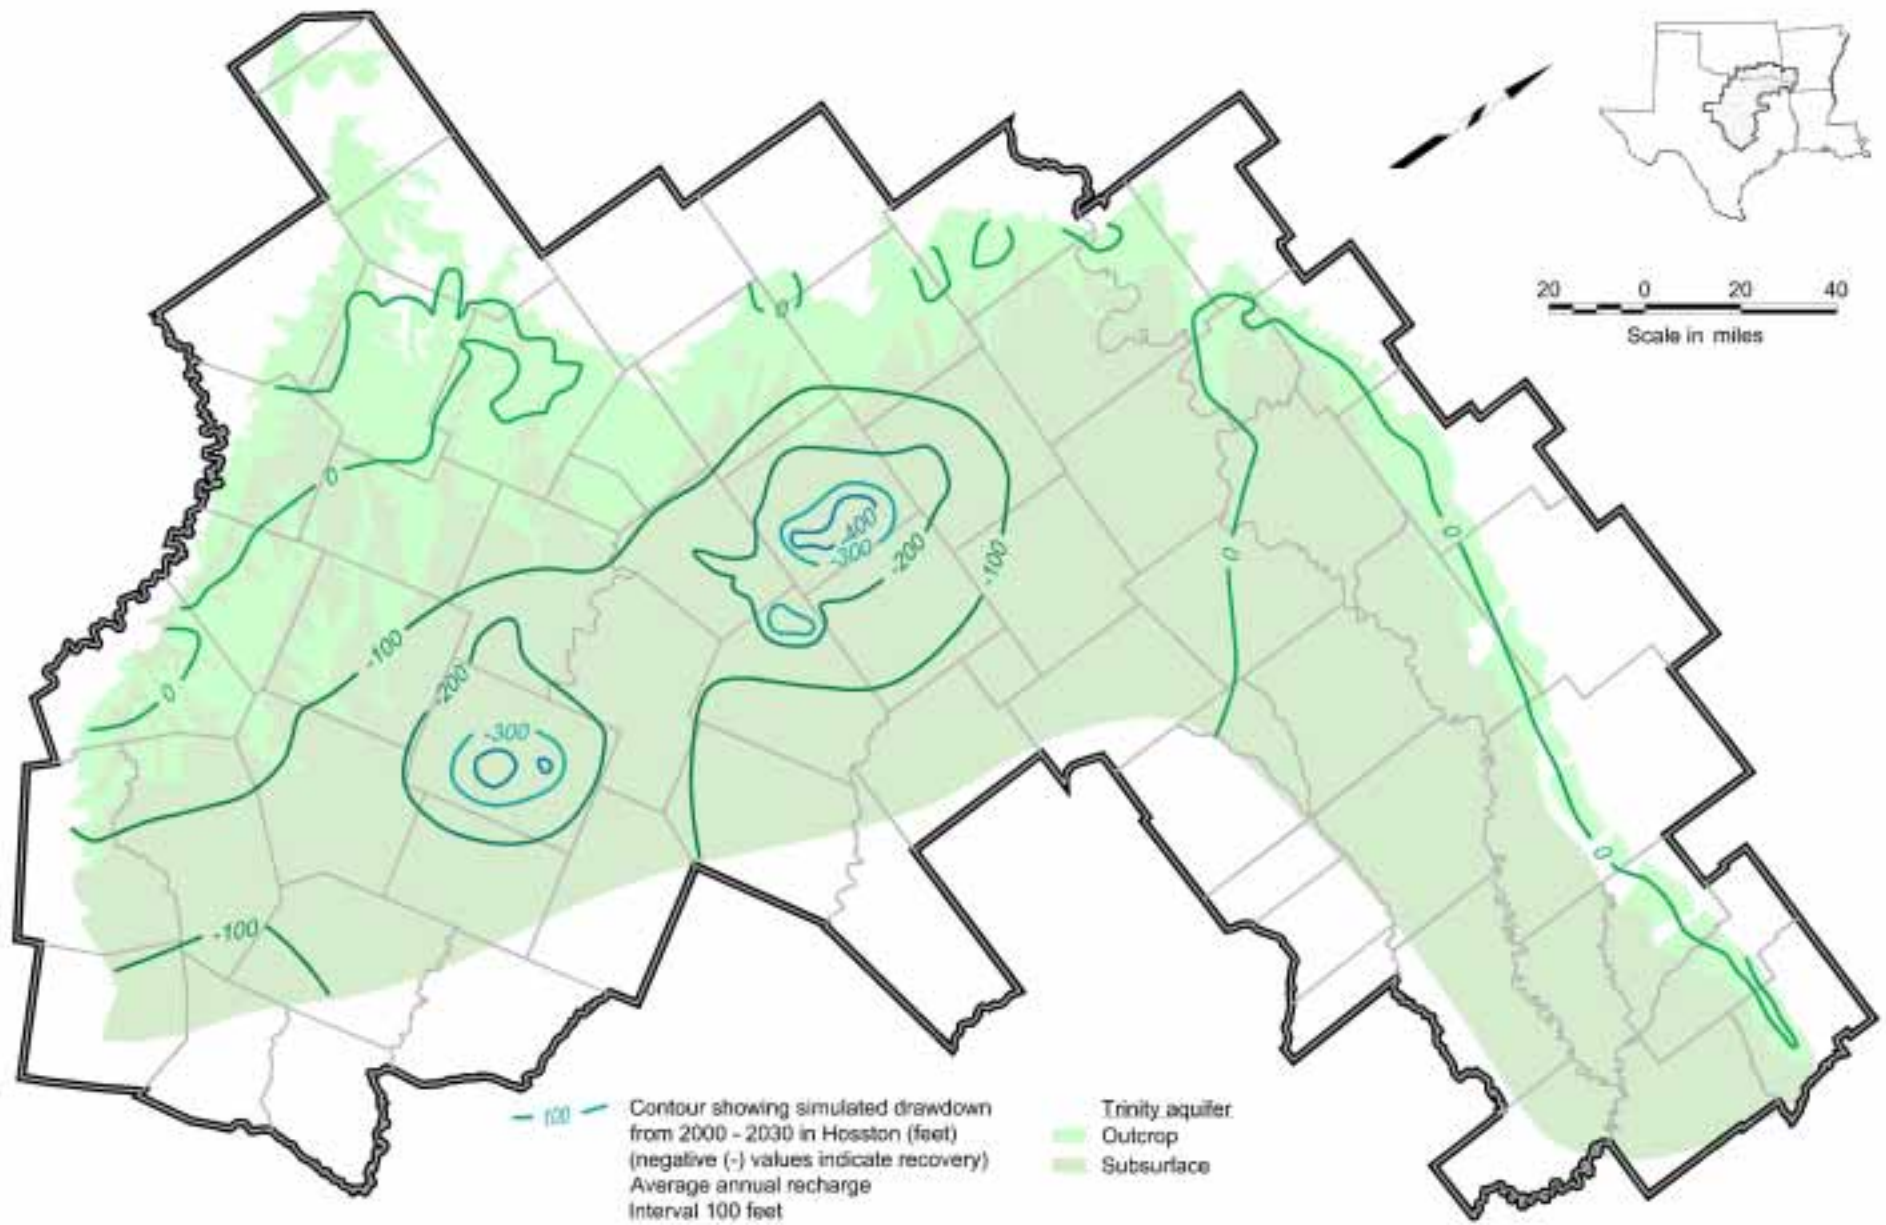 20 0 20 40
Scale in miles
0
0
0
-400
-300
-200
-100
0
0
-100
-200
0
-300
0
-100
100
Contour showing simulated drawdown
from 2000 - 2030 in Hosston (feet)
(negative (-) values indicate recovery)
Average annual recharge
Interval 100 feet
Trinity aquifer
Outcrop
Subsurface